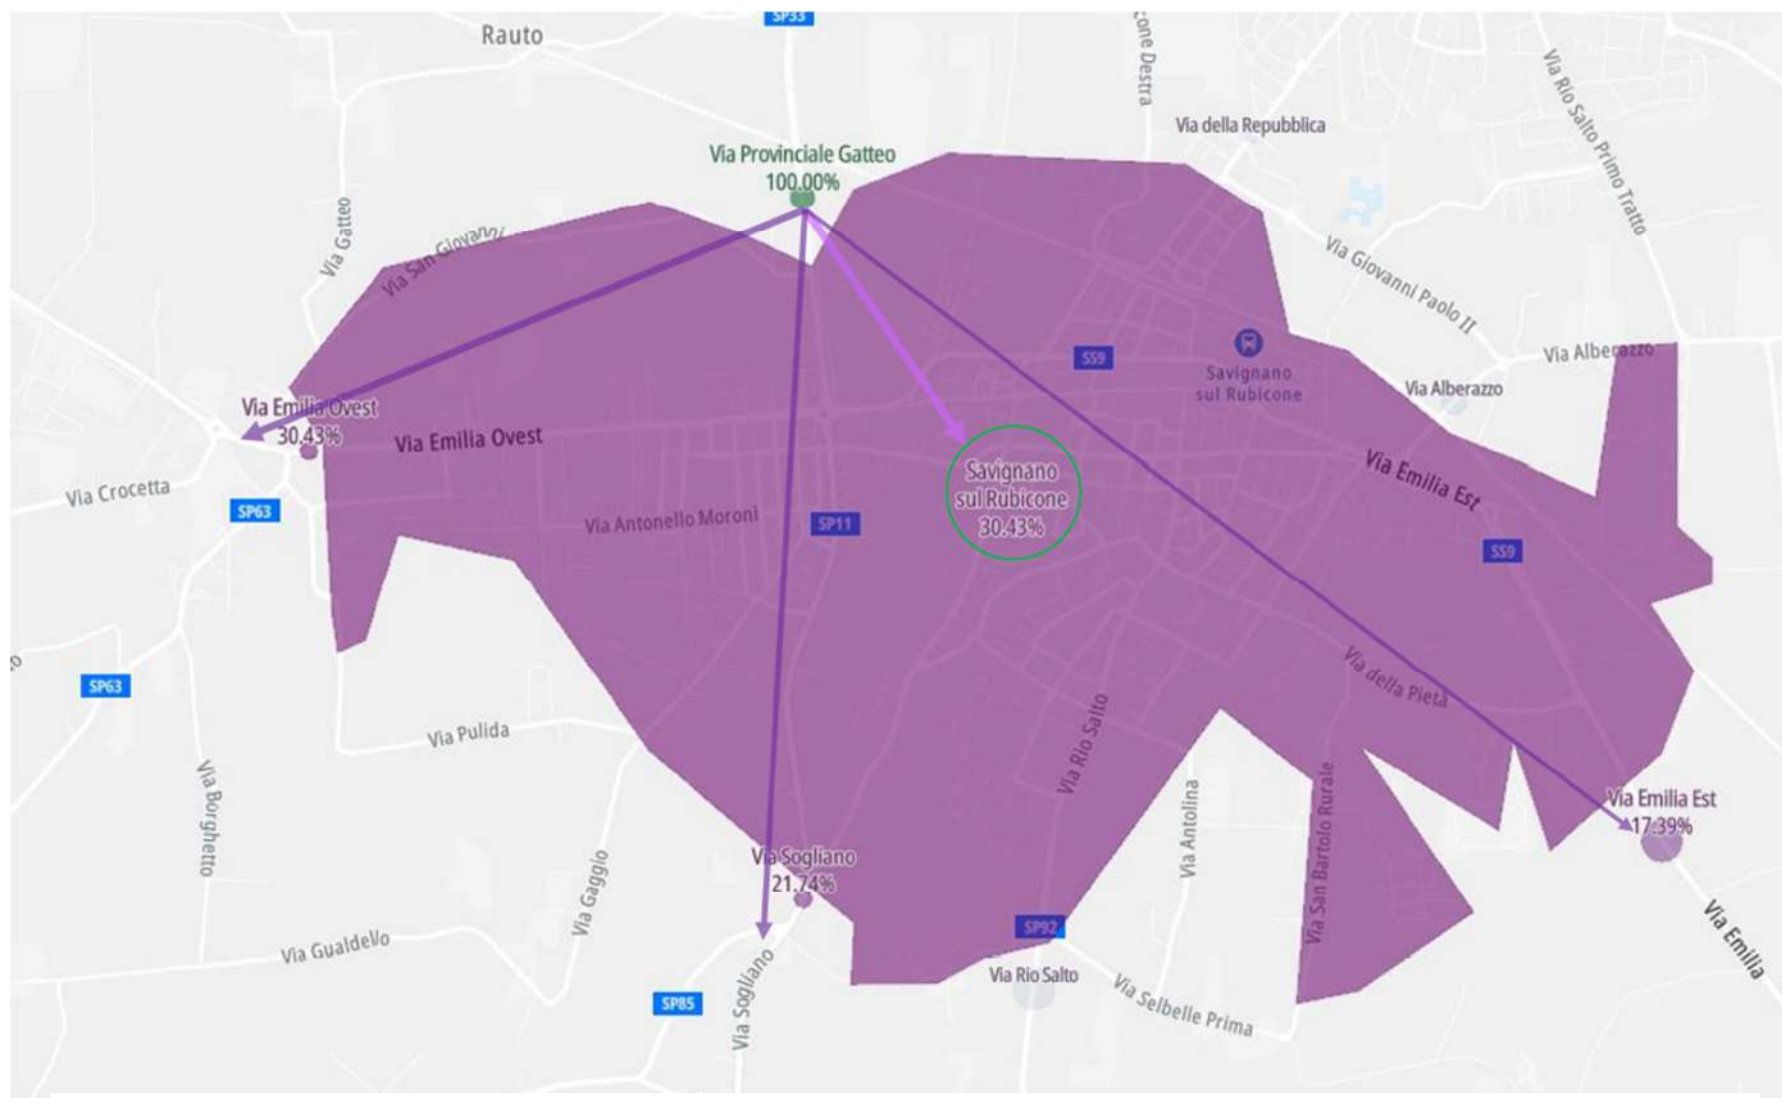 SP33
Rauto
cone Destra
Via Rio Salto Primo Tratto
Via della Repubblica
Via Provinciale Gatteo
100.00%
Via Gatteo
Via San Giovanni
Via Giovanni Paolo II
SS9
Savignano
sul Rubicone
Via Alberazzo
Via Alberazzo
Via Emilia Ovest
30.43%
Via Emilia Ovest
Savignano
sul Rubicone
30.43%
Via Emilia Est
Via Crocetta
SP63
Via Antonello Moroni
SP11
SS9
SP63
Via della Pietà
Via Pulida
Via Rio Salto
Via Borghetto
Via Antolina
Via San Bartolo Rurale
Via Emilia Est
17.39%
Via Sogliano
21.74%
Via Gaggio
Via Gualdello
SP92
Via Emilia
Via Rio Salto
SP85
Via Sogliano
Via Selbelle Prima